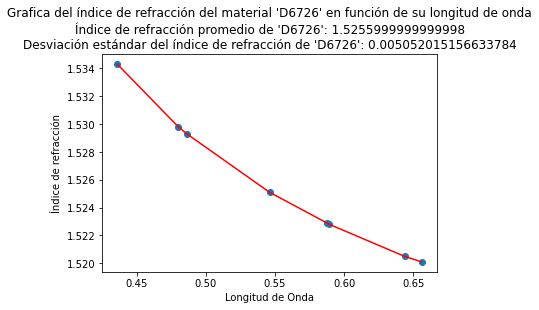 Grafica del índice de refracción del material 'D6726' en función de su longitud de onda
Índice de refracción promedio de 'D6726': 1.5255999999999998
Desviación estándar del índice de refracción de 'D6726': 0.005052015156633784
1.534
1.532
1.530
1.528
1.526
1.524
1.522
1.520
Índice de refracción
0.45 0.50 0.55 0.60 0.65
Longitud de Onda